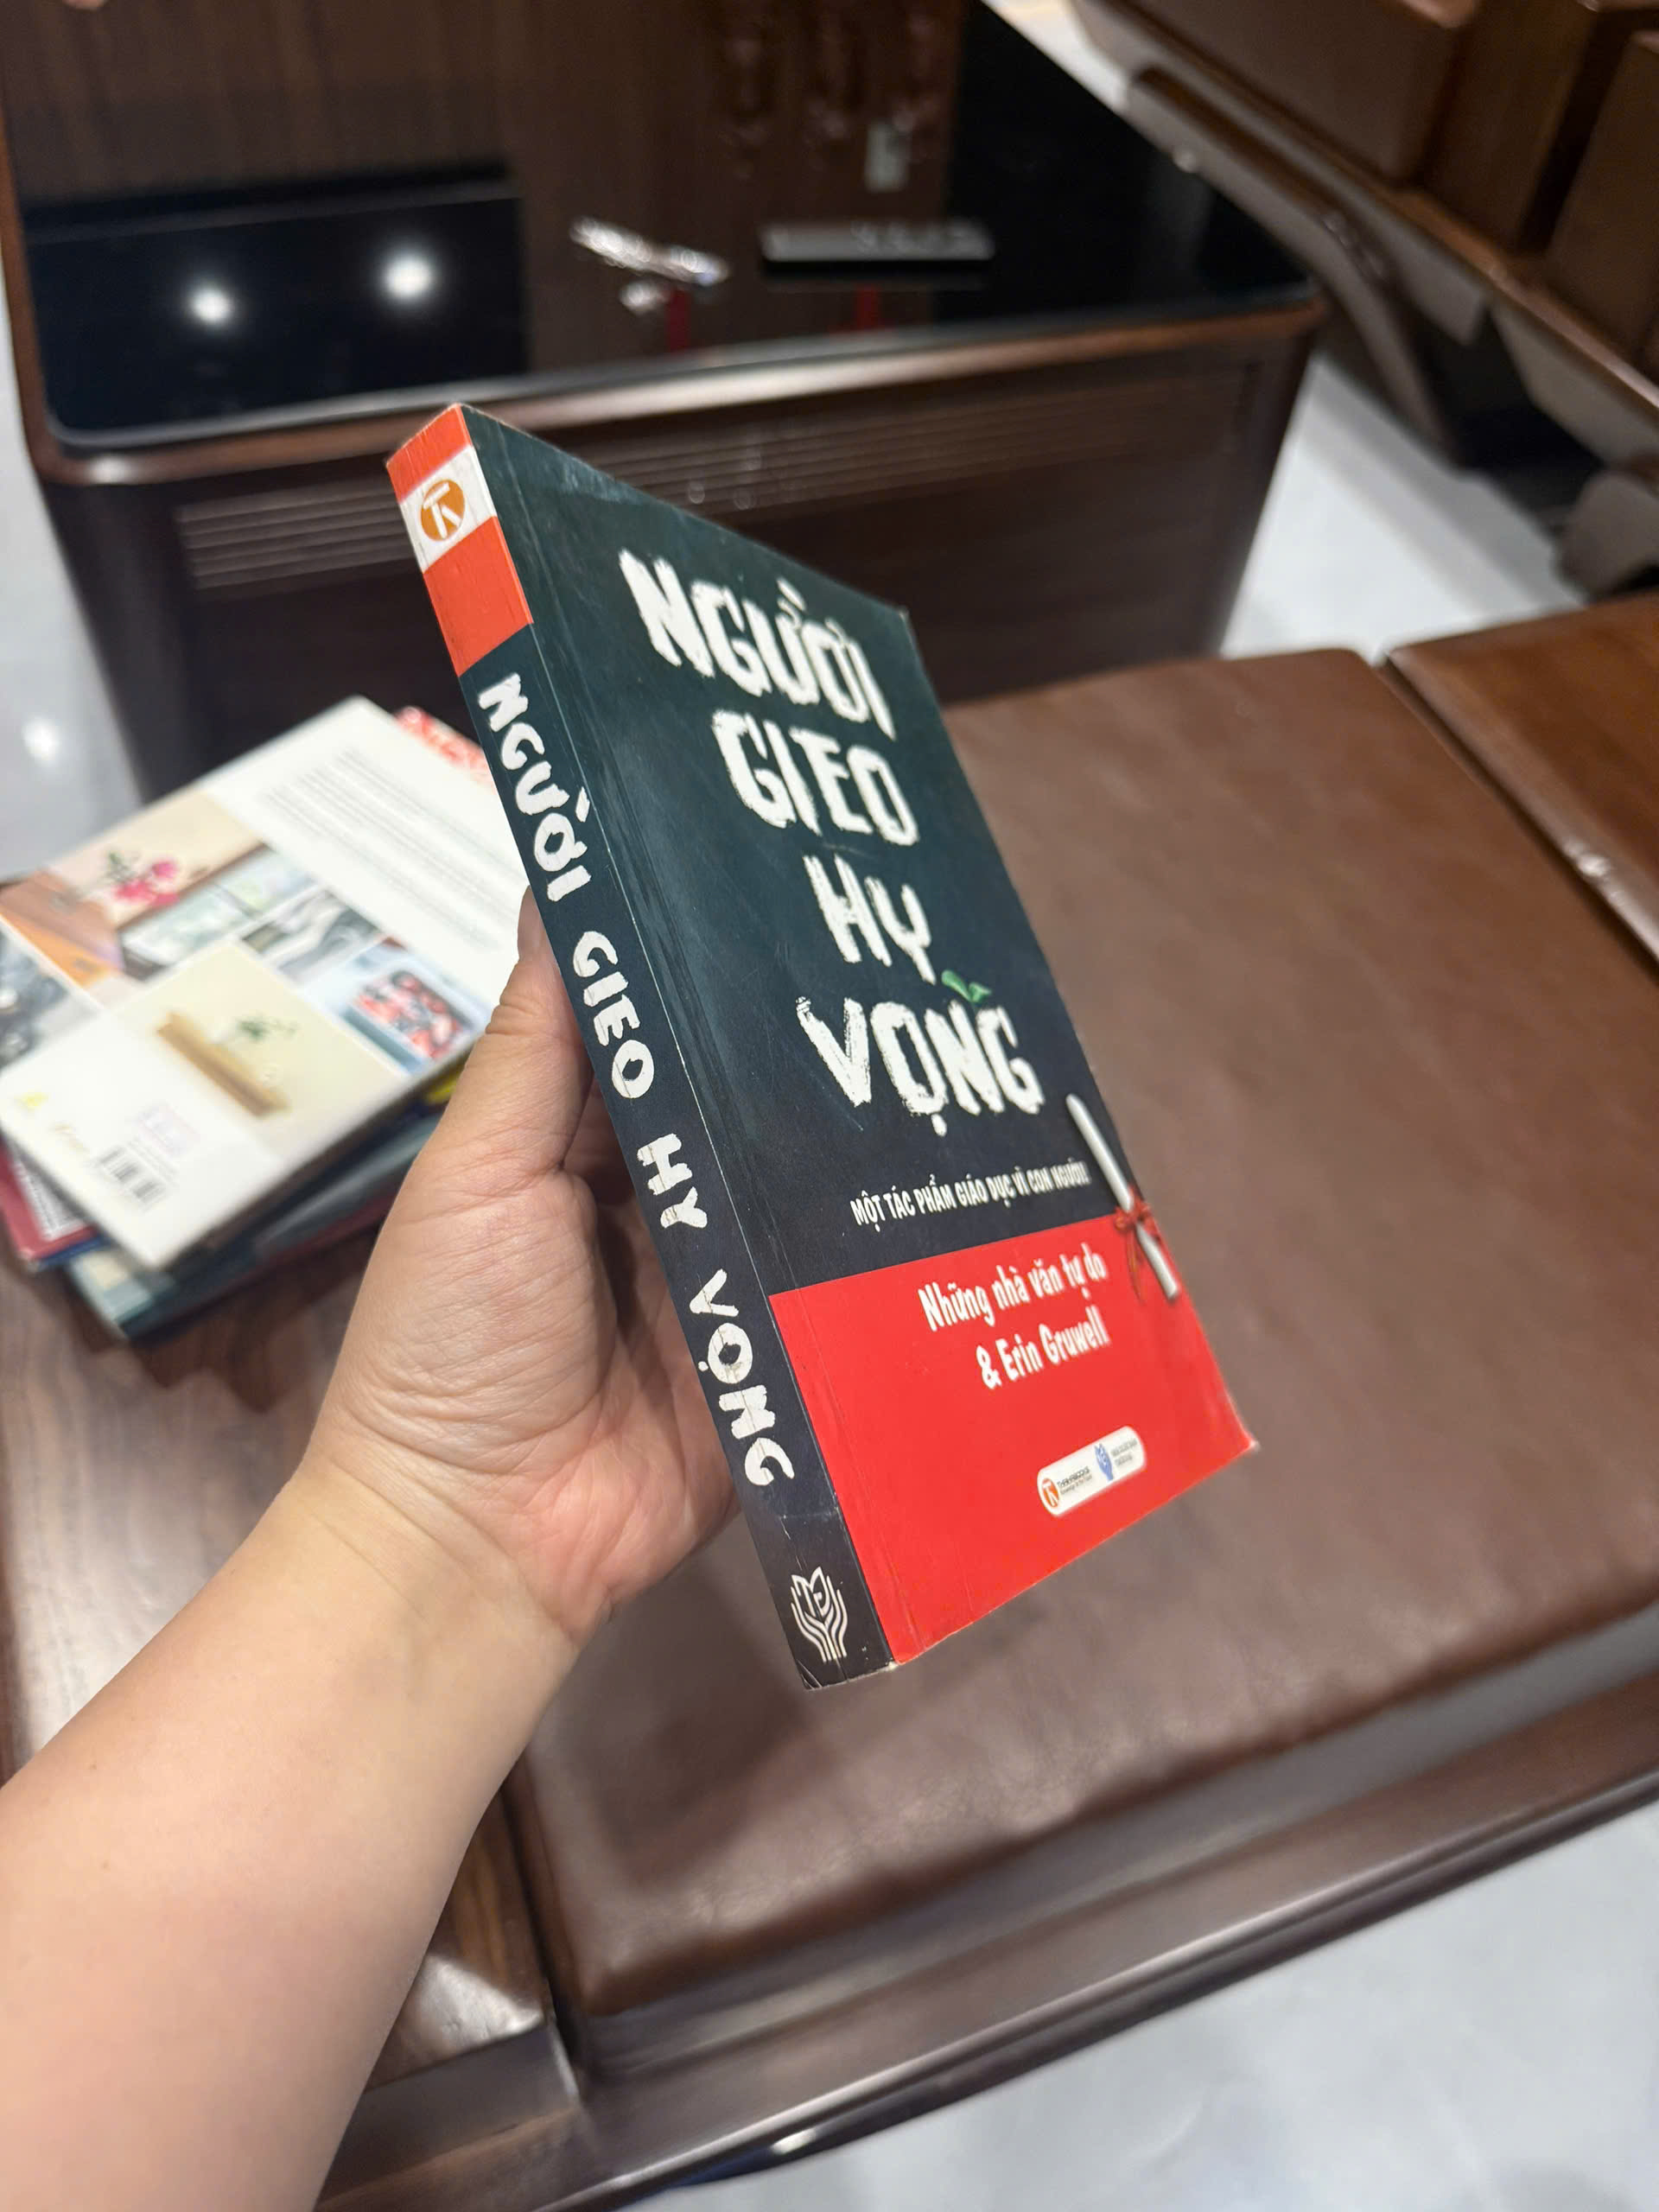 NGƯỜI GIEO HY VỌNG
NGƯỜI
GIEO
HY
VỌNG
MỘT TÁC PHẨM GIÁO DỤC VÌ CON NGƯỜI!
Những nhà văn tự do
& Erin Gruwell
THAIHABOOKS